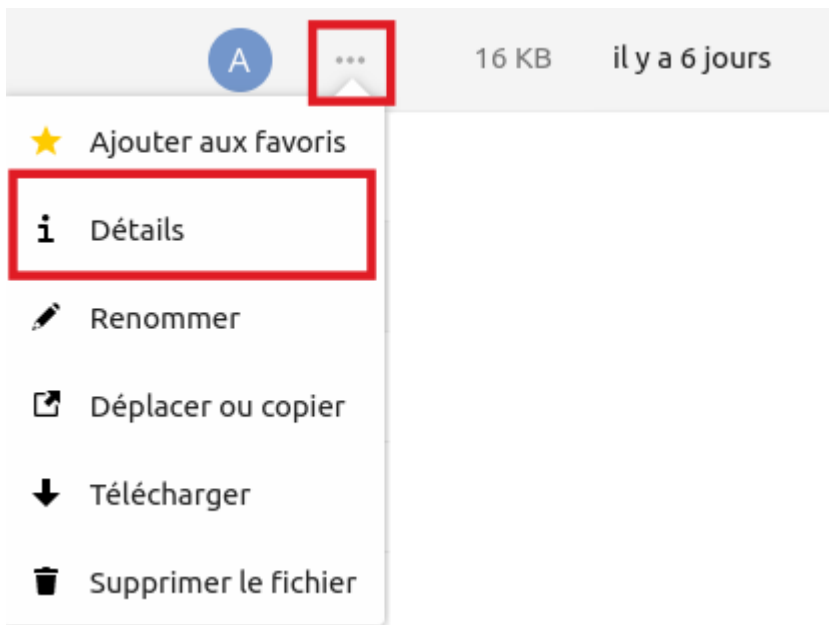 A ... 16 KB il y a 6 jours
Ajouter aux favoris
i Détails
Renommer
Déplacer ou copier
Télécharger
Supprimer le fichier